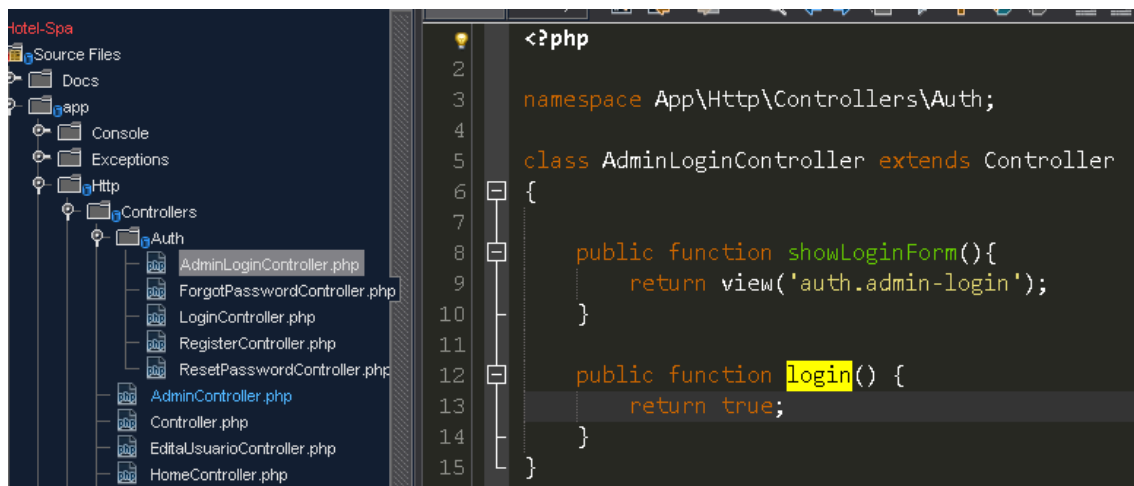 Hotel-Spa
Source Files
Docs
app
Console
Exceptions
Http
Controllers
Auth
AdminLoginController.php
ForgotPasswordController.php
LoginController.php
RegisterController.php
ResetPasswordController.php
AdminController.php
Controller.php
EditaUsuarioController.php
HomeController.php
<?php
2
3 namespace App\Http\Controllers\Auth;
4
5 class AdminLoginController extends Controller
6 {
7
8 public function showLoginForm(){
9 return view('auth.admin-login');
10 }
11
12 public function login() {
13 return true;
14 }
15 }